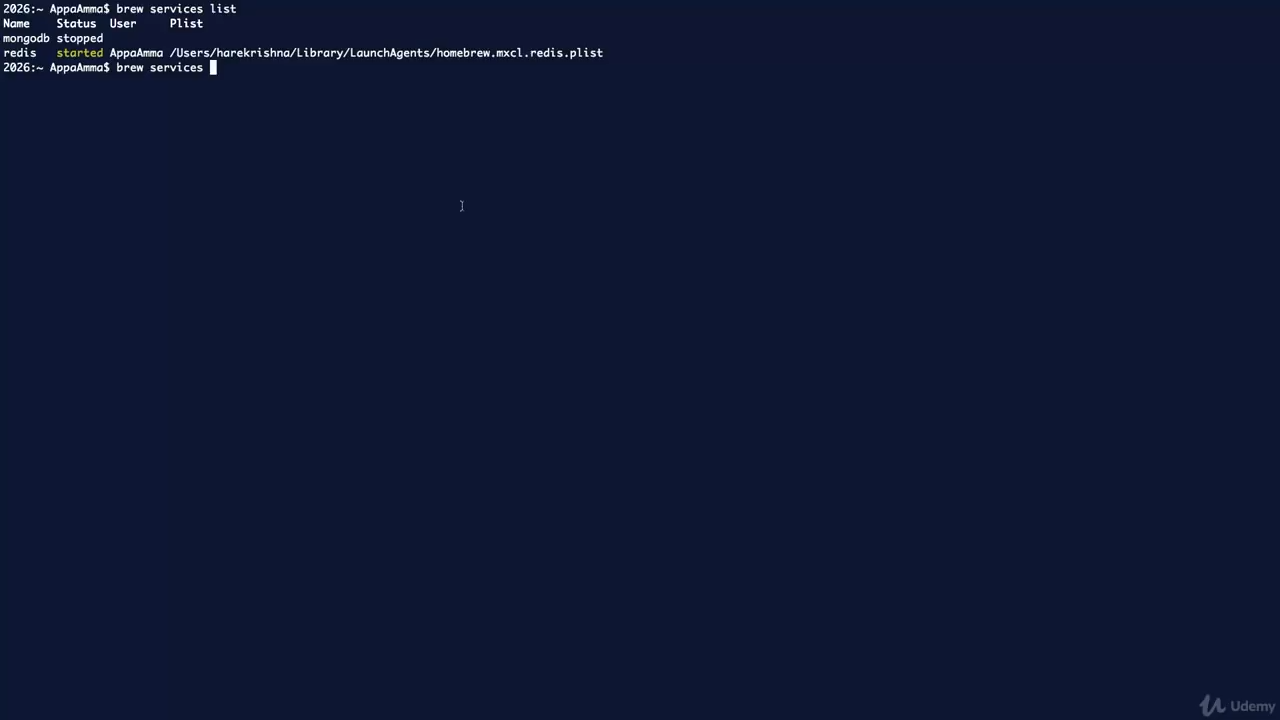 2026:~ AppaAmma$ brew services list
Name    Status  User     Plist
mongodb stopped
redis   started AppaAmma /Users/harekrishna/Library/LaunchAgents/homebrew.mxcl.redis.plist
2026:~ AppaAmma$ brew services
Udemy